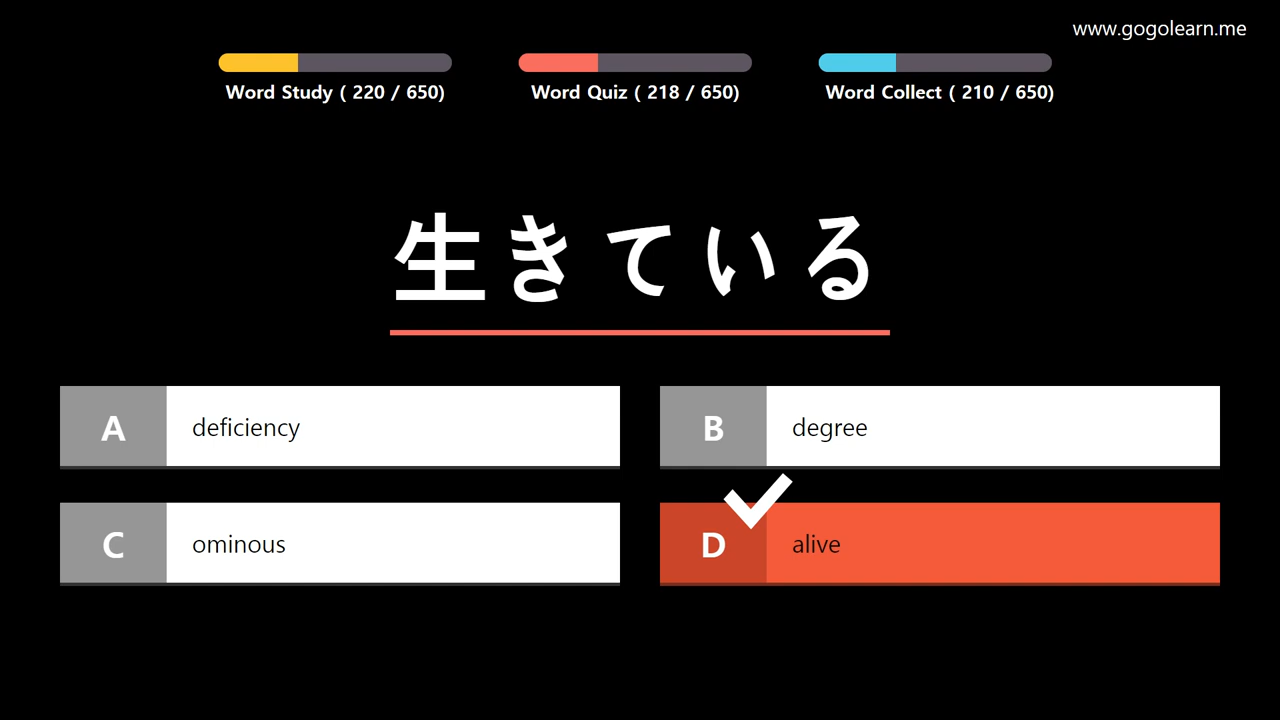 www.gogolearn.me
Word Study ( 220 / 650)
Word Quiz ( 218 / 650)
Word Collect ( 210 / 650)
生きている
A deficiency
B degree
C ominous
D alive